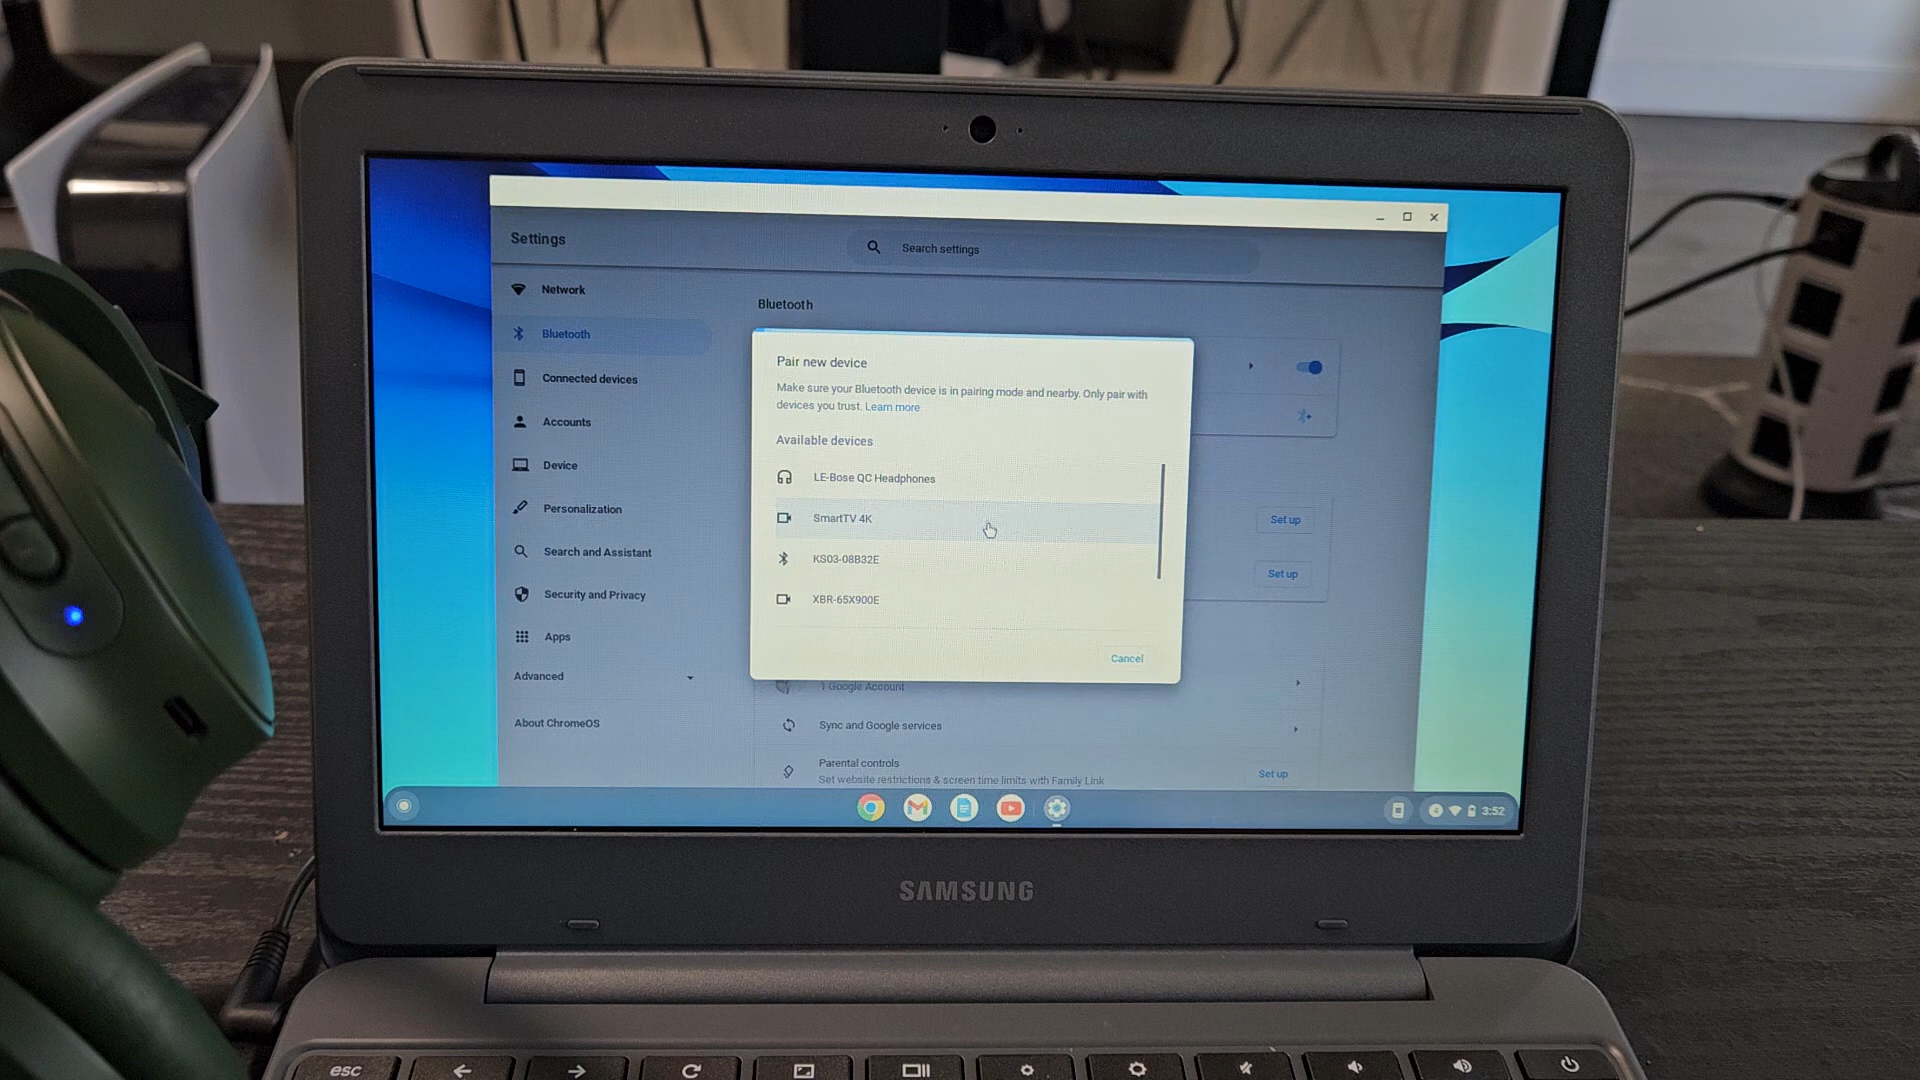 Settings
Search settings
Network
Bluetooth
Connected devices
Accounts
Device
Personalization
Search and Assistant
Security and Privacy
Apps
Advanced
About ChromeOS
Bluetooth
Pair new device
Make sure your Bluetooth device is in pairing mode and nearby. Only pair with
devices you trust. Learn more
Available devices
LE-Bose QC Headphones
SmartTV 4K
KS03-08B32E
XBR-65X900E
Cancel
Set up
Set up
1 Google Account
Sync and Google services
Parental controls
Set website restrictions & screen time limits with Family Link
Set up
3:52
SAMSUNG
esc